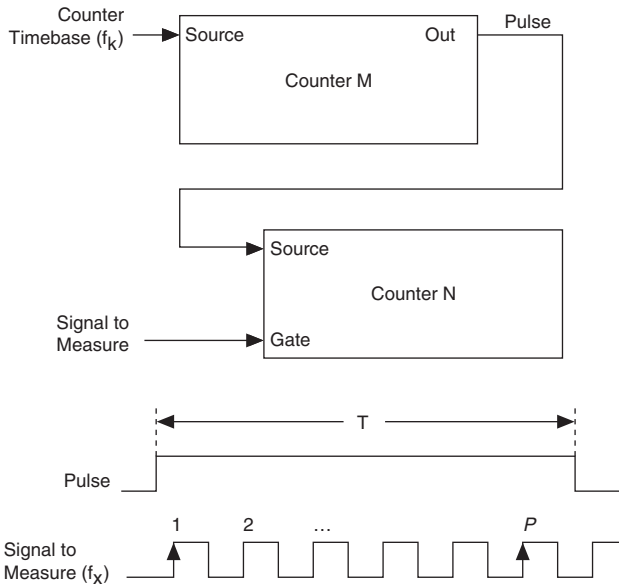 Counter
Timebase (fk)
Source
Out
Pulse
Counter M
Source
Counter N
Signal to
Measure
Gate
T
Pulse
1 2 ... P
Signal to
Measure (fx)